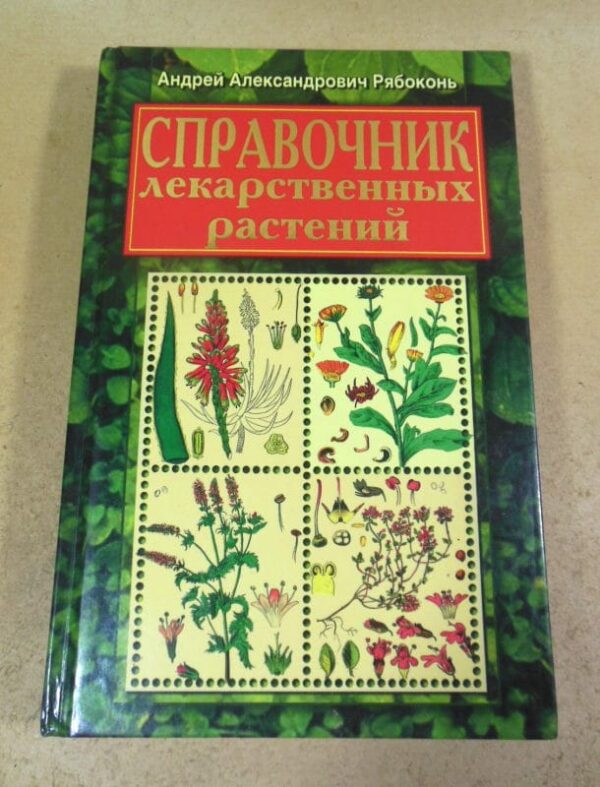 Андрей Александрович Рябоконь
СПРАВОЧНИК
лекарственных
растений